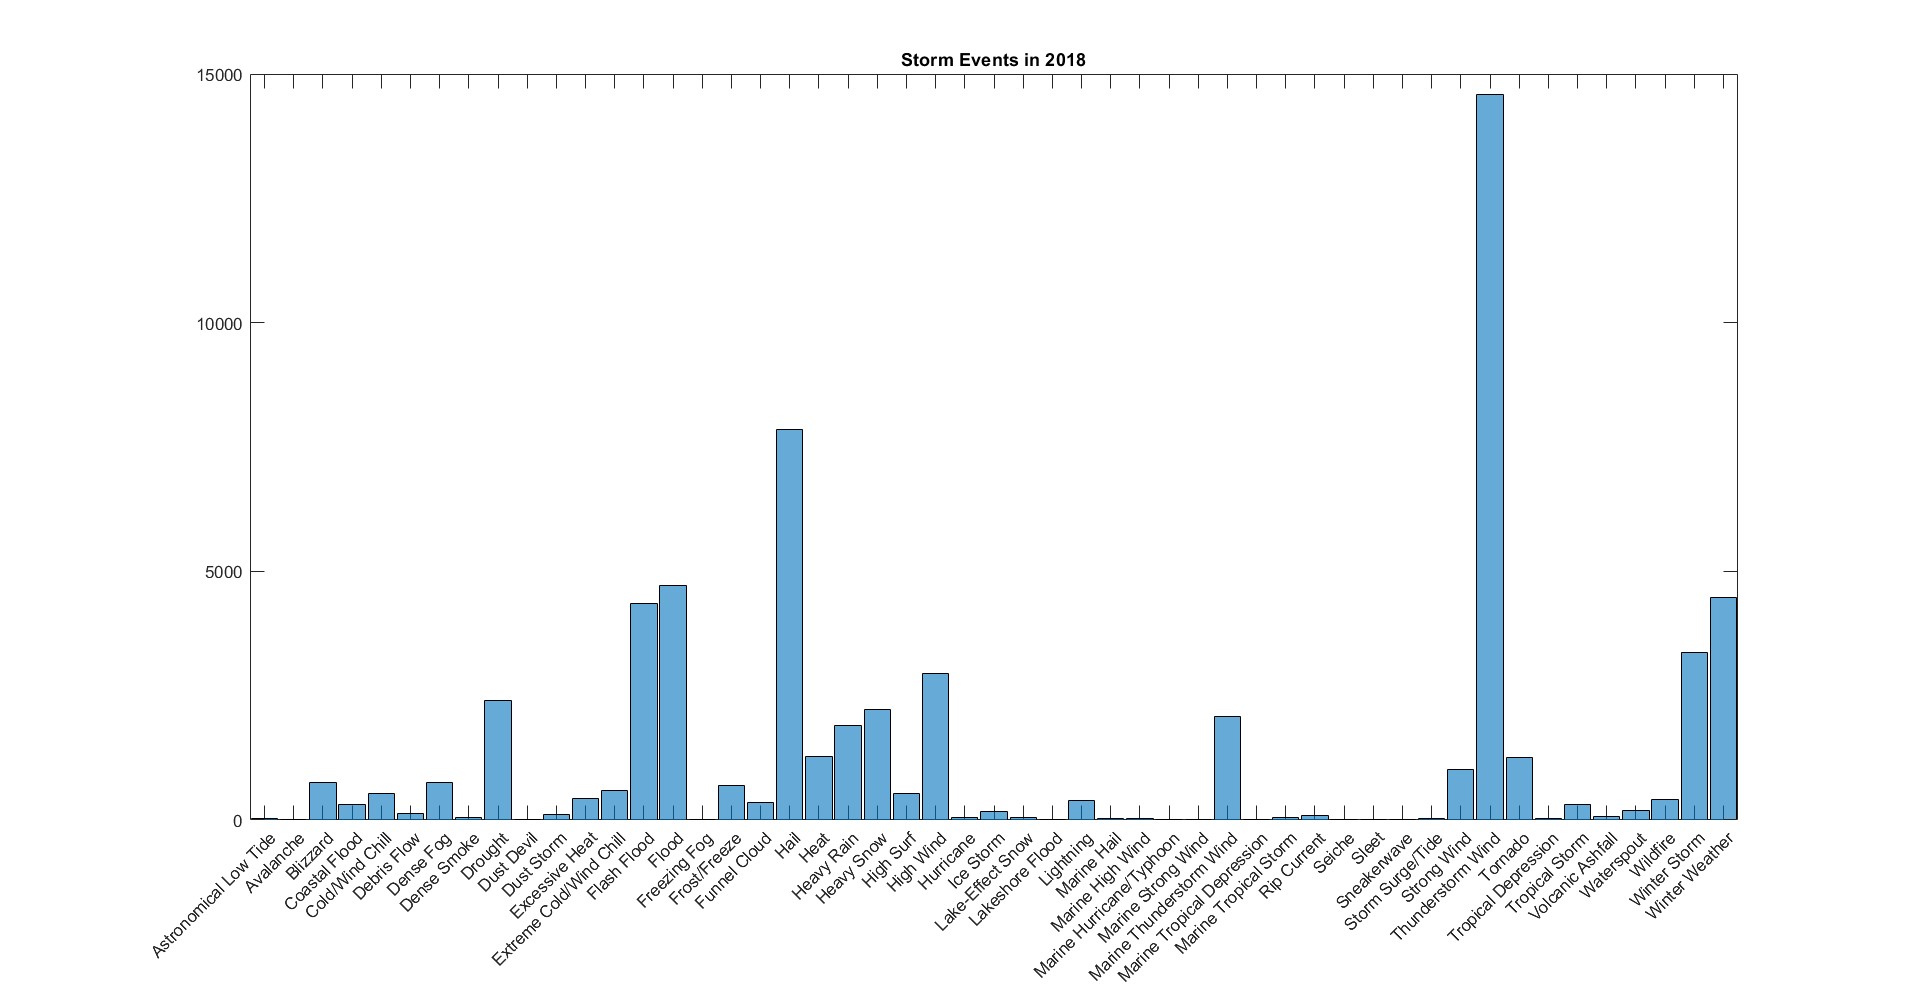 Storm Events in 2018
15000
10000
5000
0
Astronomical Low Tide
Avalanche
Blizzard
Coastal Flood
Cold/Wind Chill
Debris Flow
Dense Fog
Dense Smoke
Drought
Dust Devil
Dust Storm
Excessive Heat
Extreme Cold/Wind Chill
Flash Flood
Flood
Freezing Fog
Frost/Freeze
Funnel Cloud
Hail
Heat
Heavy Rain
Heavy Snow
High Surf
High Wind
Hurricane
Ice Storm
Lake-Effect Snow
Lakeshore Flood
Lightning
Marine Hail
Marine High Wind
Marine Hurricane/Typhoon
Marine Strong Wind
Marine Thunderstorm Wind
Marine Tropical Depression
Marine Tropical Storm
Rip Current
Seiche
Sleet
Sneakerwave
Storm Surge/Tide
Strong Wind
Thunderstorm Wind
Tornado
Tropical Depression
Tropical Storm
Volcanic Ashfall
Waterspout
Wildfire
Winter Storm
Winter Weather